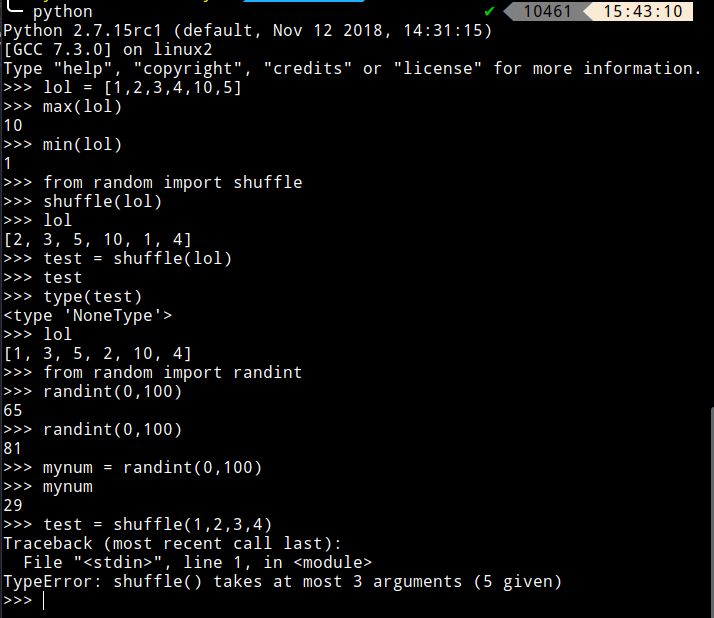 python 10461 15:43:10
Python 2.7.15rc1 (default, Nov 12 2018, 14:31:15)
[GCC 7.3.0] on linux2
Type "help", "copyright", "credits" or "license" for more information.
>>> lol = [1,2,3,4,10,5]
>>> max(lol)
10
>>> min(lol)
1
>>> from random import shuffle
>>> shuffle(lol)
>>> lol
[2, 3, 5, 10, 1, 4]
>>> test = shuffle(lol)
>>> test
>>> type(test)
<type 'NoneType'>
>>> lol
[1, 3, 5, 2, 10, 4]
>>> from random import randint
>>> randint(0,100)
65
>>> randint(0,100)
81
>>> mynum = randint(0,100)
>>> mynum
29
>>> test = shuffle(1,2,3,4)
Traceback (most recent call last):
  File "<stdin>", line 1, in <module>
TypeError: shuffle() takes at most 3 arguments (5 given)
>>>